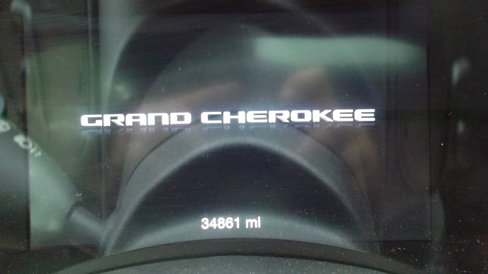 GRAND CHEROKEE
34861 mi